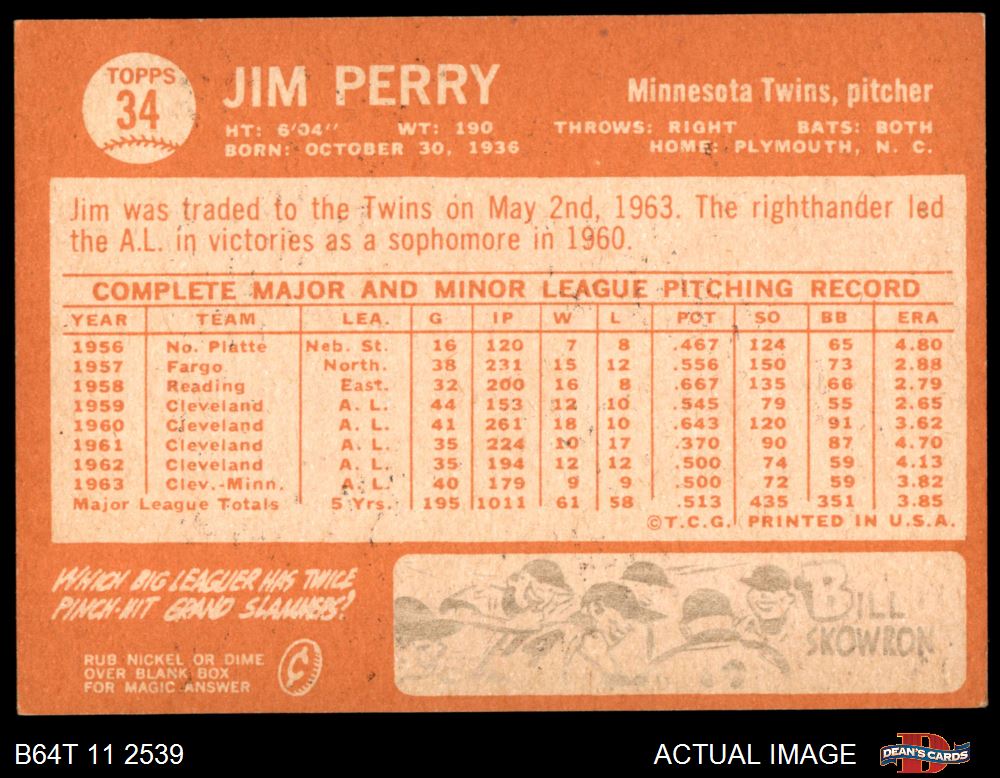 TOPPS
34
JIM PERRY
Minnesota Twins, pitcher
HT: 6'04" WT: 190 THROWS: RIGHT BATS: BOTH
BORN: OCTOBER 30, 1936 HOME: PLYMOUTH, N. C.
Jim was traded to the Twins on May 2nd, 1963. The righthander led
the A.L. in victories as a sophomore in 1960.
COMPLETE MAJOR AND MINOR LEAGUE PITCHING RECORD
YEAR TEAM LEA. G IP W L PCT SO BB ERA
1956 No. Platte Neb. St. 16 120 7 8 .467 124 65 4.80
1957 Fargo North. 38 231 15 12 .556 150 73 2.88
1958 Reading East. 32 200 16 8 .667 135 66 2.79
1959 Cleveland A. L. 44 153 12 10 .545 79 55 2.65
1960 Cleveland A. L. 41 261 18 10 .643 120 91 3.62
1961 Cleveland A. L. 35 224 10 17 .370 90 87 4.70
1962 Cleveland A. L. 35 194 12 12 .500 74 59 4.13
1963 Clev.-Minn. A. L. 40 179 9 9 .500 72 59 3.82
Major League Totals 5 Yrs. 195 1011 61 58 .513 435 351 3.85
©T.C.G. PRINTED IN U.S.A.
WHICH BIG LEAGUER HAS TWICE
PINCH-HIT GRAND SLAMMERS?
RUB NICKEL OR DIME
OVER BLANK BOX
FOR MAGIC ANSWER
BILL
SKOWRON
B64T 11 2539
ACTUAL IMAGE
DEAN'S CARDS